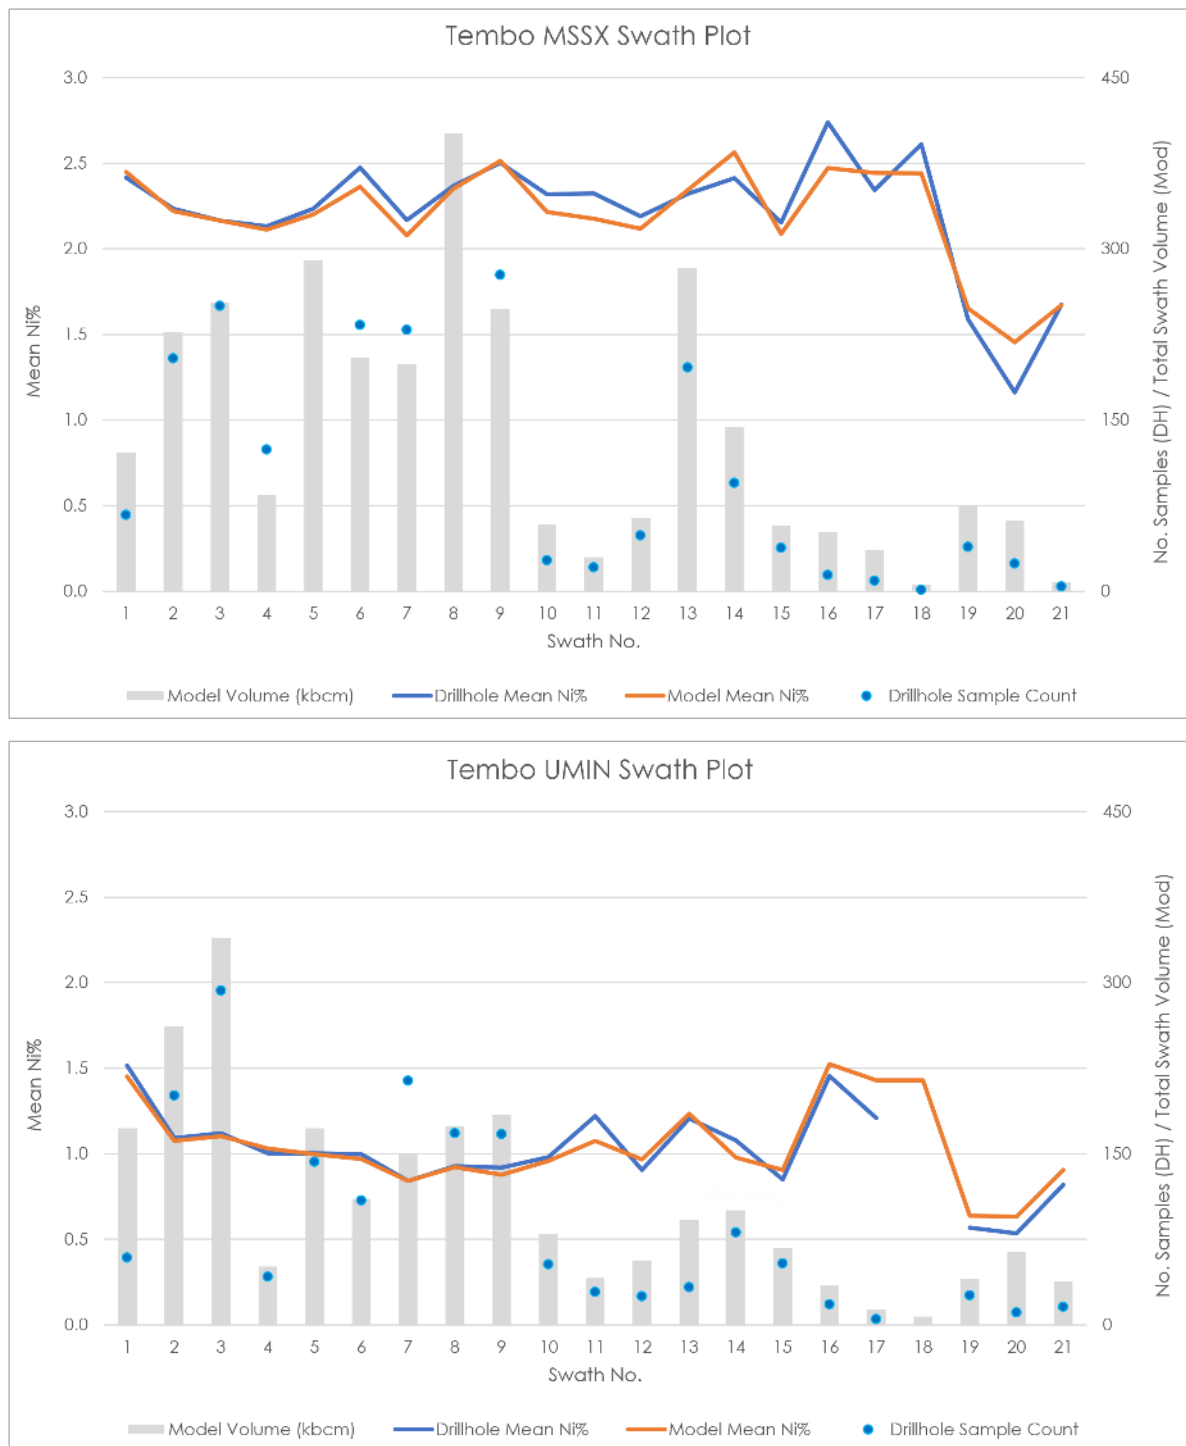 Tembo MSSX Swath Plot
3.0
2.5
2.0
1.5
1.0
0.5
0.0
Mean Ni%
450
300
150
0
No. Samples (DH) / Total Swath Volume (Mod)
1 2 3 4 5 6 7 8 9 10 11 12 13 14 15 16 17 18 19 20 21
Swath No.
Model Volume (kbcm) Drillhole Mean Ni% Model Mean Ni% Drillhole Sample Count
Tembo UMIN Swath Plot
3.0
2.5
2.0
1.5
1.0
0.5
0.0
Mean Ni%
450
300
150
0
No. Samples (DH) / Total Swath Volume (Mod)
1 2 3 4 5 6 7 8 9 10 11 12 13 14 15 16 17 18 19 20 21
Swath No.
Model Volume (kbcm) Drillhole Mean Ni% Model Mean Ni% Drillhole Sample Count